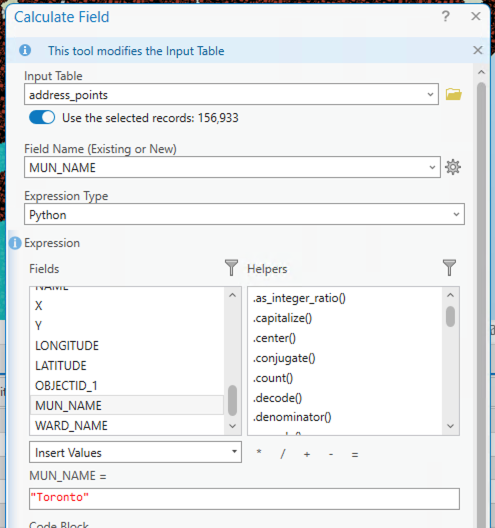 Calculate Field
This tool modifies the Input Table
Input Table
address_points
Use the selected records: 156,933
Field Name (Existing or New)
MUN_NAME
Expression Type
Python
Expression
Fields
Helpers
NAME
X
Y
LONGITUDE
LATITUDE
OBJECTID_1
MUN_NAME
WARD_NAME
.as_integer_ratio()
.capitalize()
.center()
.conjugate()
.count()
.decode()
.denominator()
Insert Values
* / + - =
MUN_NAME =
"Toronto"
Code Block